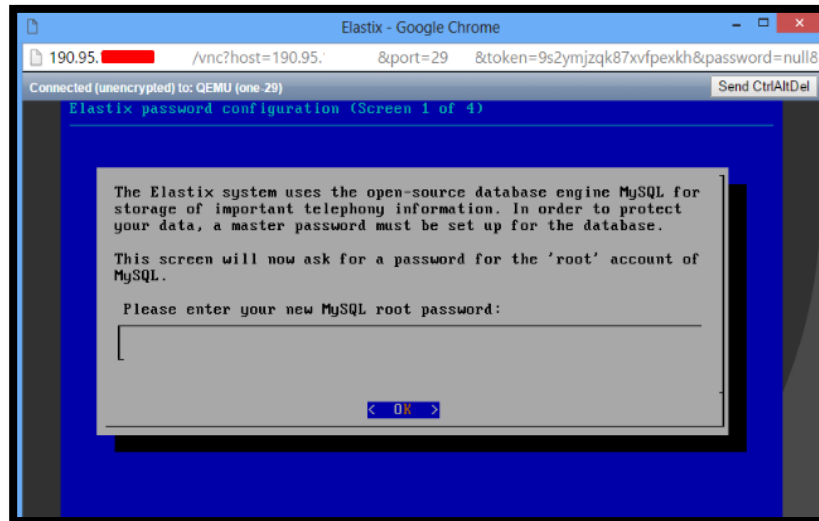 Elastix - Google Chrome
190.95. /vnc?host=190.95. &port=29 &token=9s2ymjzqk87xvfpexkh&password=null&
Connected (unencrypted) to: QEMU (one-29) Send CtrlAltDel
Elastix password configuration (Screen 1 of 4)
The Elastix system uses the open-source database engine MySQL for
storage of important telephony information. In order to protect
your data, a master password must be set up for the database.
This screen will now ask for a password for the 'root' account of
MySQL.
Please enter your new MySQL root password:
< OK >